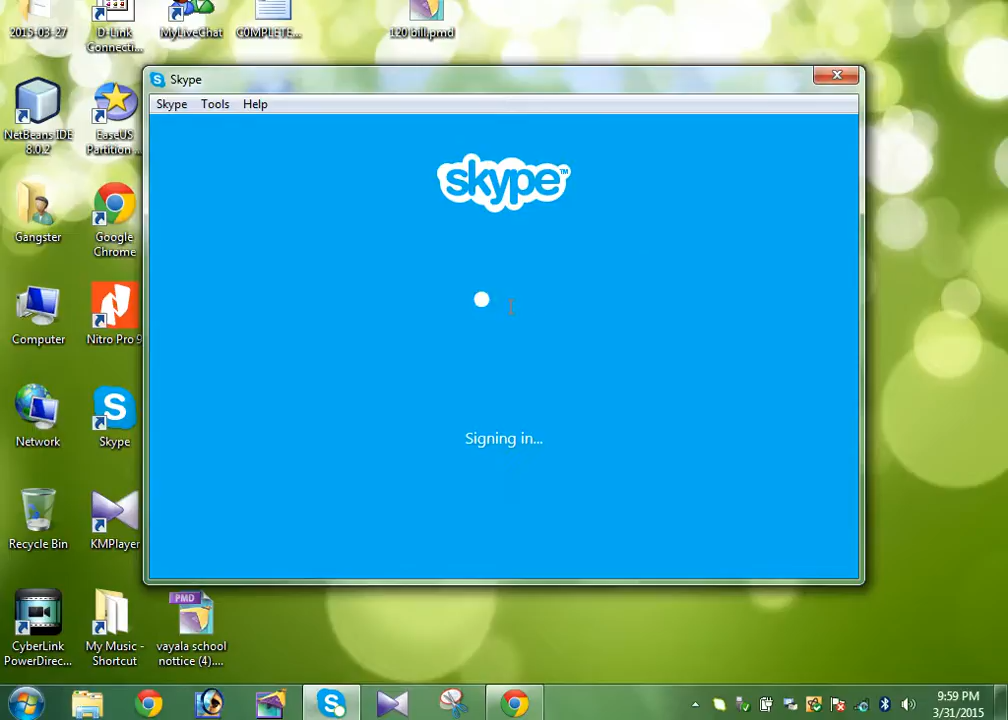 2015-03-27
D-Link
Connecti...
MyLiveChat
COMPLETE...
120 bill.pmd
Skype
Skype Tools Help
skype™
Signing in...
NetBeans IDE
8.0.2
EaseUS
Partition ...
Gangster
Google
Chrome
Computer
Nitro Pro 9
Network
S
Skype
Recycle Bin
KMPlayer
CyberLink
PowerDirec...
My Music -
Shortcut
PMD
vayala school
nottice (4)....
9:59 PM
3/31/2015